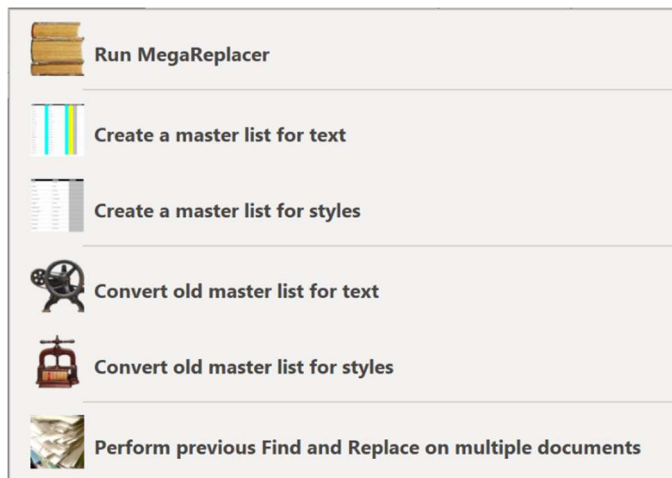 Run MegaReplacer
Create a master list for text
Create a master list for styles
Convert old master list for text
Convert old master list for styles
Perform previous Find and Replace on multiple documents